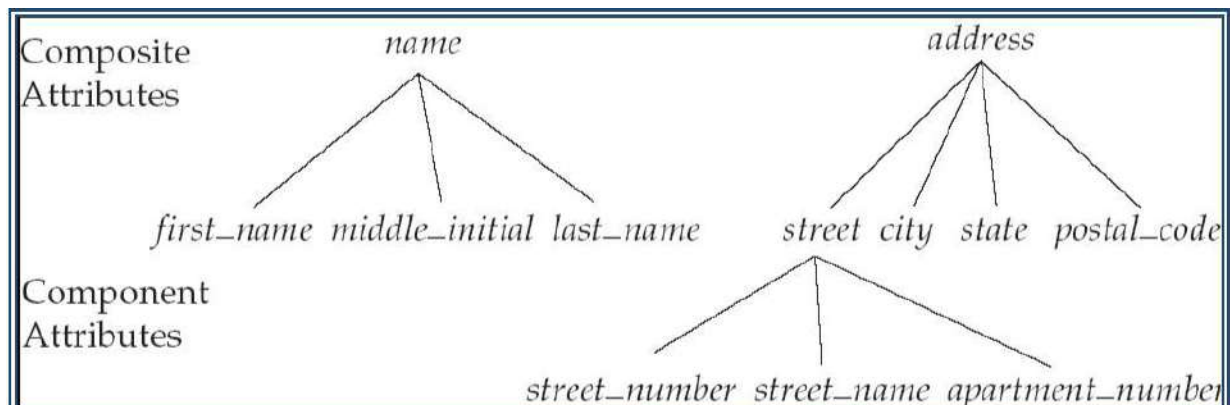 Composite
Attributes
name
address
first_name middle_initial last_name
street city state postal_code
Component
Attributes
street_number street_name apartment_number